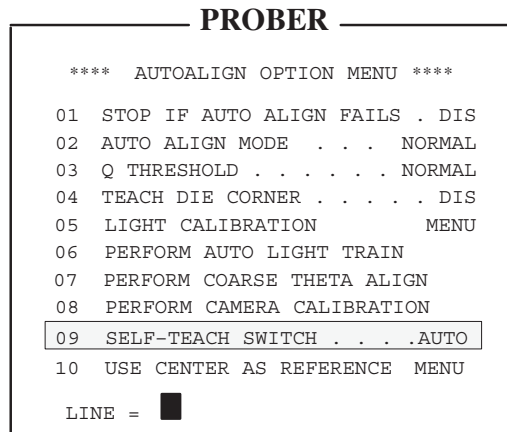 PROBER
**** AUTOALIGN OPTION MENU ****
01 STOP IF AUTO ALIGN FAILS . DIS
02 AUTO ALIGN MODE . . . NORMAL
03 Q THRESHOLD . . . . . . NORMAL
04 TEACH DIE CORNER . . . . . DIS
05 LIGHT CALIBRATION MENU
06 PERFORM AUTO LIGHT TRAIN
07 PERFORM COARSE THETA ALIGN
08 PERFORM CAMERA CALIBRATION
09 SELF-TEACH SWITCH . . . .AUTO
10 USE CENTER AS REFERENCE MENU
LINE =